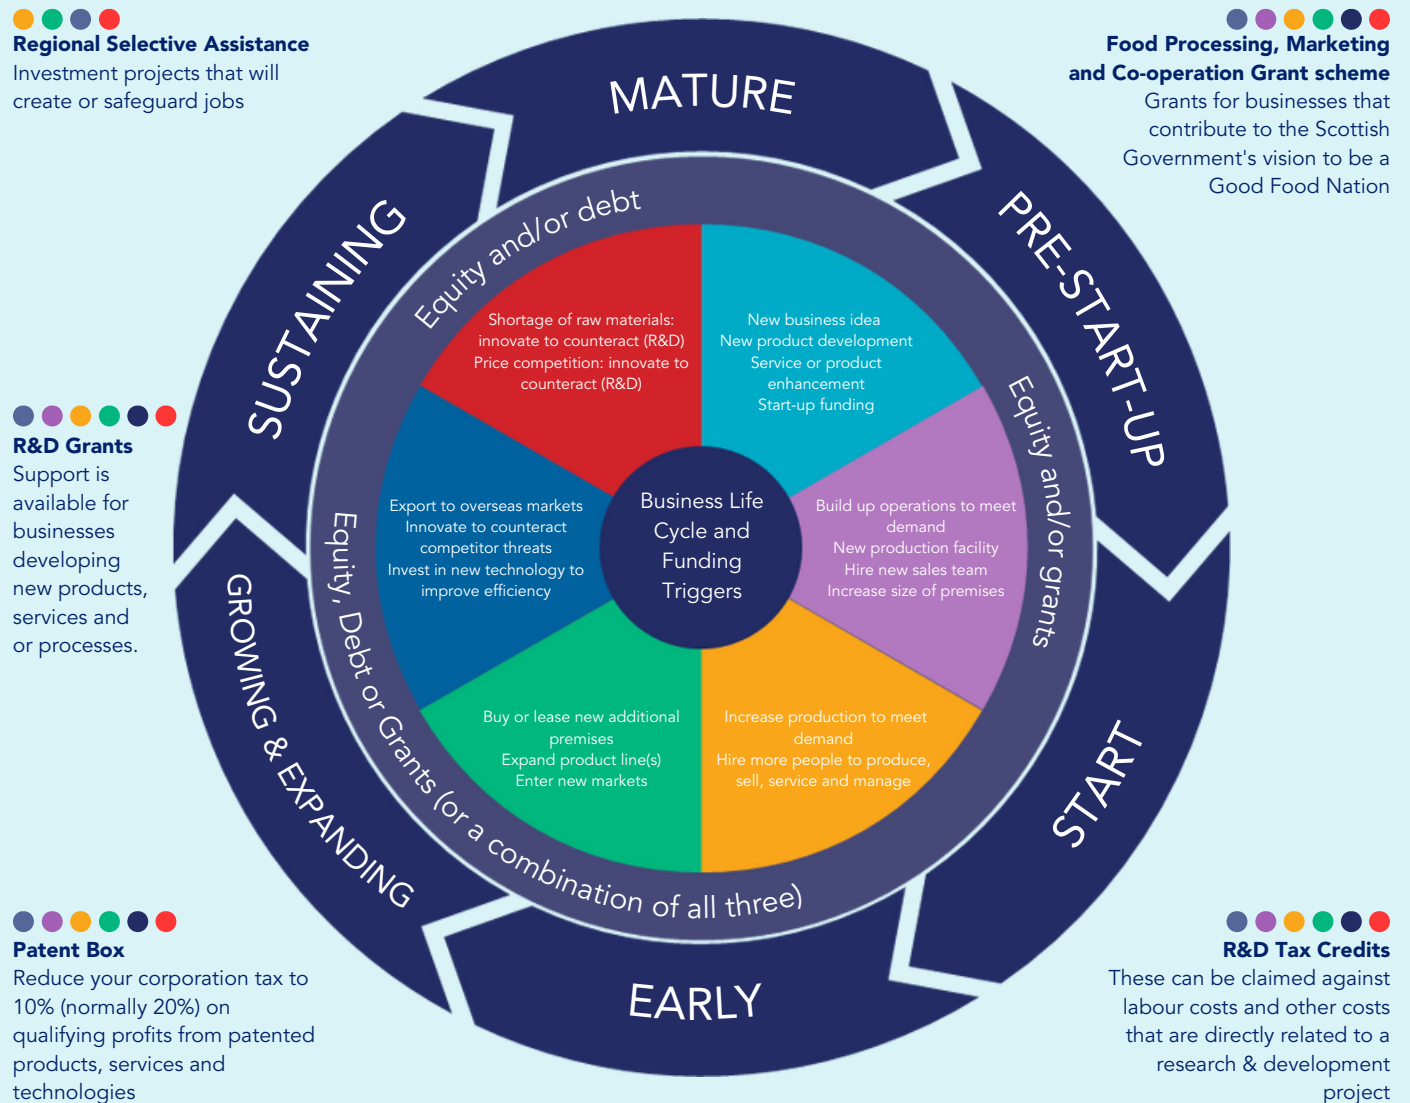 Regional Selective Assistance
Investment projects that will
create or safeguard jobs
Food Processing, Marketing
and Co-operation Grant scheme
Grants for businesses that
contribute to the Scottish
Government's vision to be a
Good Food Nation
MATURE
PRE-START-UP
START
EARLY
GROWING & EXPANDING
SUSTAINING
Equity and/or debt
Equity and/or grants
Equity, Debt or Grants (or a combination of all three)
Shortage of raw materials:
innovate to counteract (R&D)
Price competition: innovate to
counteract (R&D)
New business idea
New product development
Service or product
enhancement
Start-up funding
Export to overseas markets
Innovate to counteract
competitor threats
Invest in new technology to
improve efficiency
Business Life
Cycle and
Funding
Triggers
Build up operations to meet
demand
New production facility
Hire new sales team
Increase size of premises
Buy or lease new additional
premises
Expand product line(s)
Enter new markets
Increase production to meet
demand
Hire more people to produce,
sell, service and manage
R&D Grants
Support is
available for
businesses
developing
new products,
services and
or processes.
Patent Box
Reduce your corporation tax to
10% (normally 20%) on
qualifying profits from patented
products, services and
technologies
R&D Tax Credits
These can be claimed against
labour costs and other costs
that are directly related to a
research & development
project